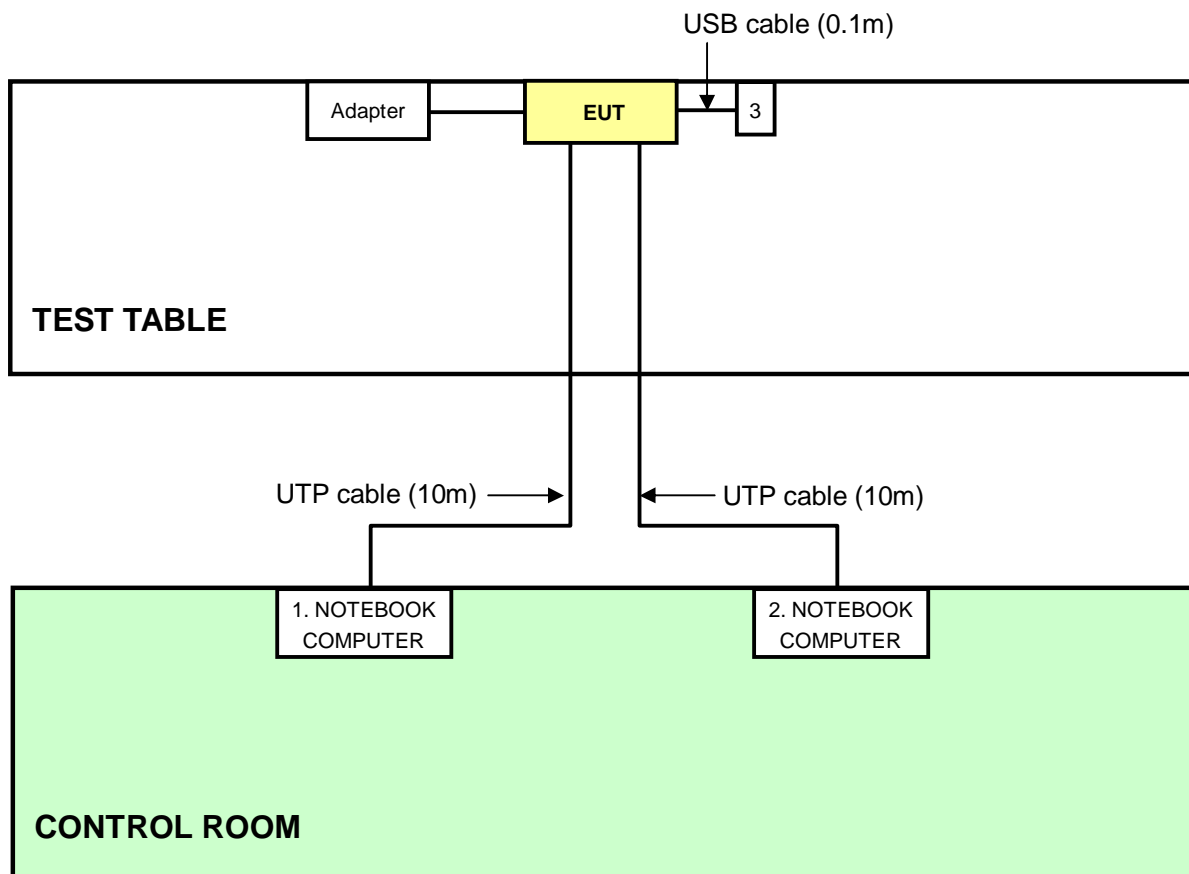 USB cable (0.1m)
Adapter
EUT
3
TEST TABLE
UTP cable (10m)
UTP cable (10m)
1. NOTEBOOK
COMPUTER
2. NOTEBOOK
COMPUTER
CONTROL ROOM